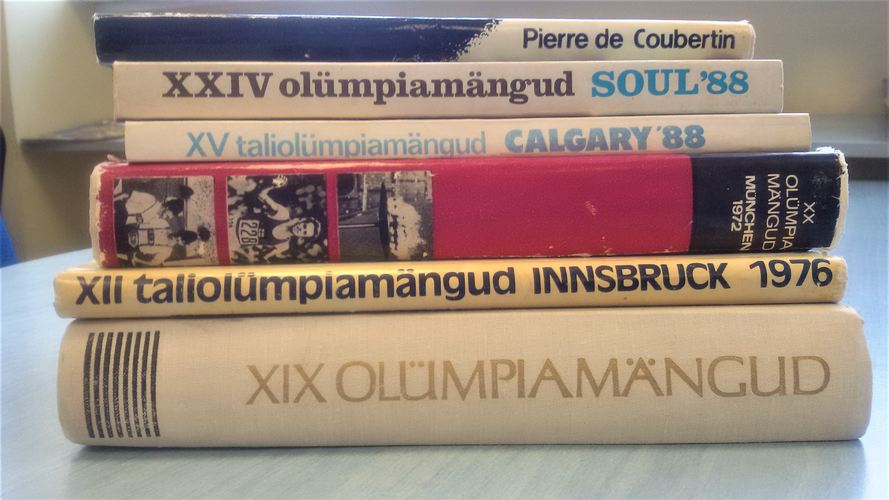 Pierre de Coubertin
XXIV olümpiamängud SOUL'88
XV taliolümpiamängud CALGARY '88
XX
OLÜMPIA
MÄNGUD
MÜNCHEN
1972
228
XII taliolümpiamängud INNSBRUCK 1976
XIX OLÜMPIAMÄNGUD